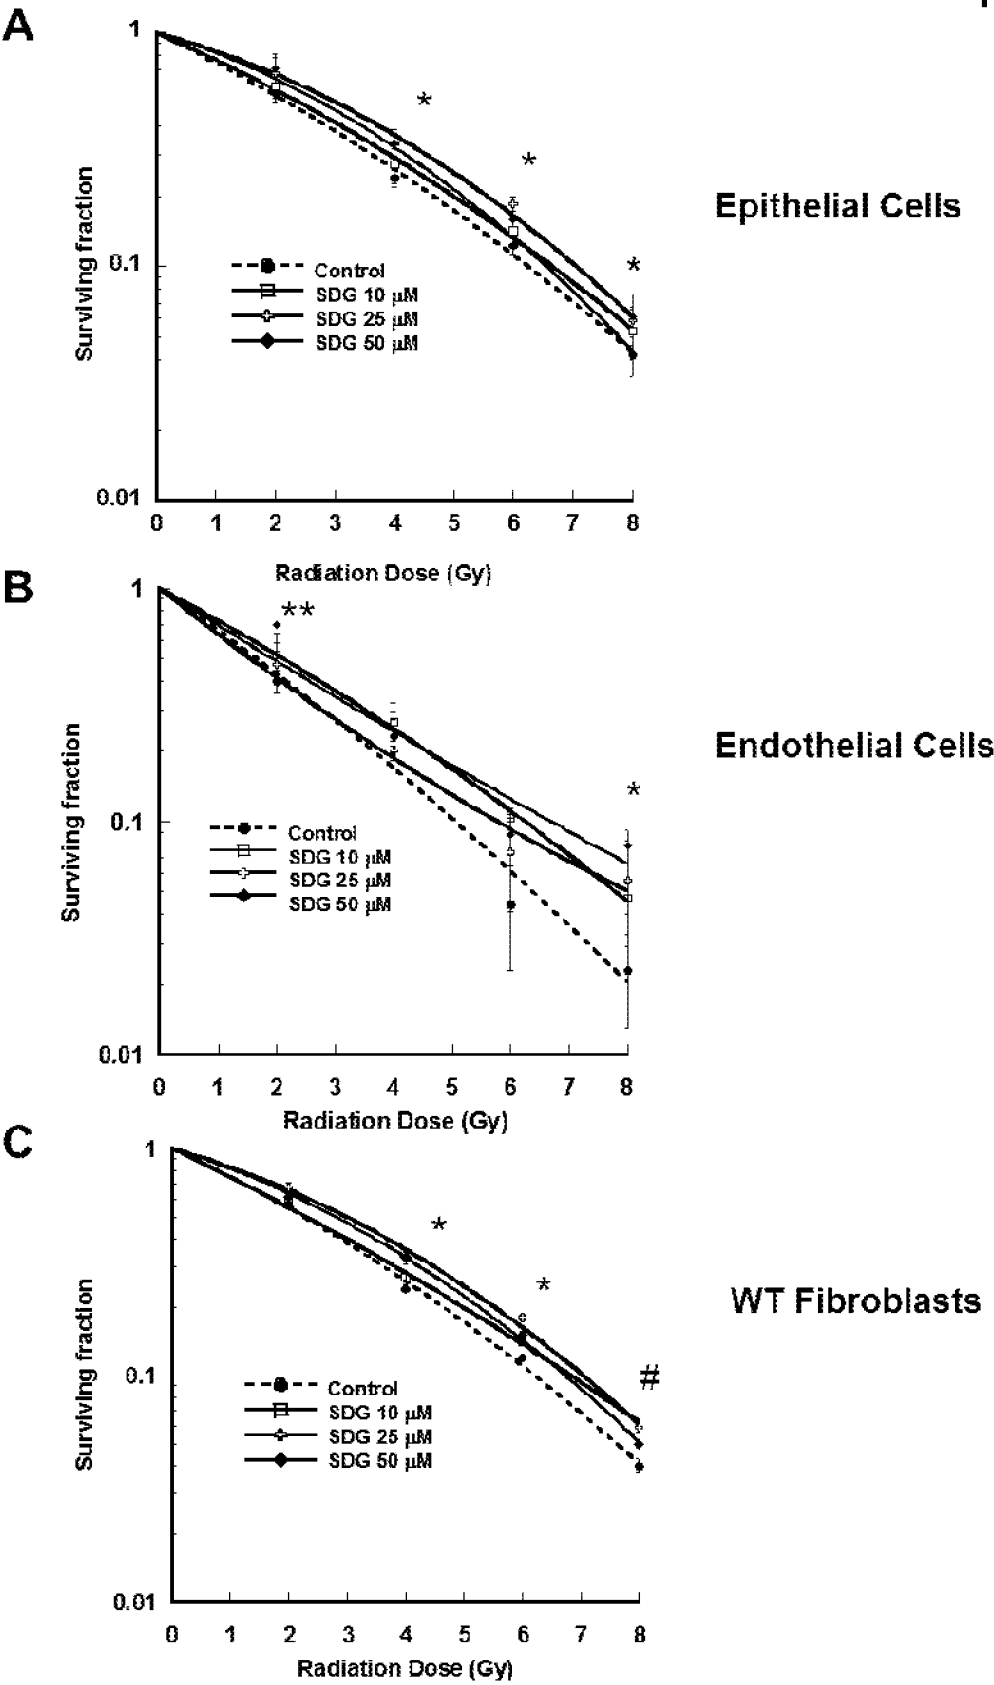 A
1
*
*
Epithelial Cells
*
0.1
Surviving fraction
Control
SDG 10 µM
SDG 25 µM
SDG 50 µM
0.01
0 1 2 3 4 5 6 7 8
Radiation Dose (Gy)
B
1
**
Endothelial Cells
*
0.1
Surviving fraction
Control
SDG 10 µM
SDG 25 µM
SDG 50 µM
0.01
0 1 2 3 4 5 6 7 8
Radiation Dose (Gy)
C
1
*
*
WT Fibroblasts
#
0.1
Surviving fraction
Control
SDG 10 µM
SDG 25 µM
SDG 50 µM
0.01
0 1 2 3 4 5 6 7 8
Radiation Dose (Gy)